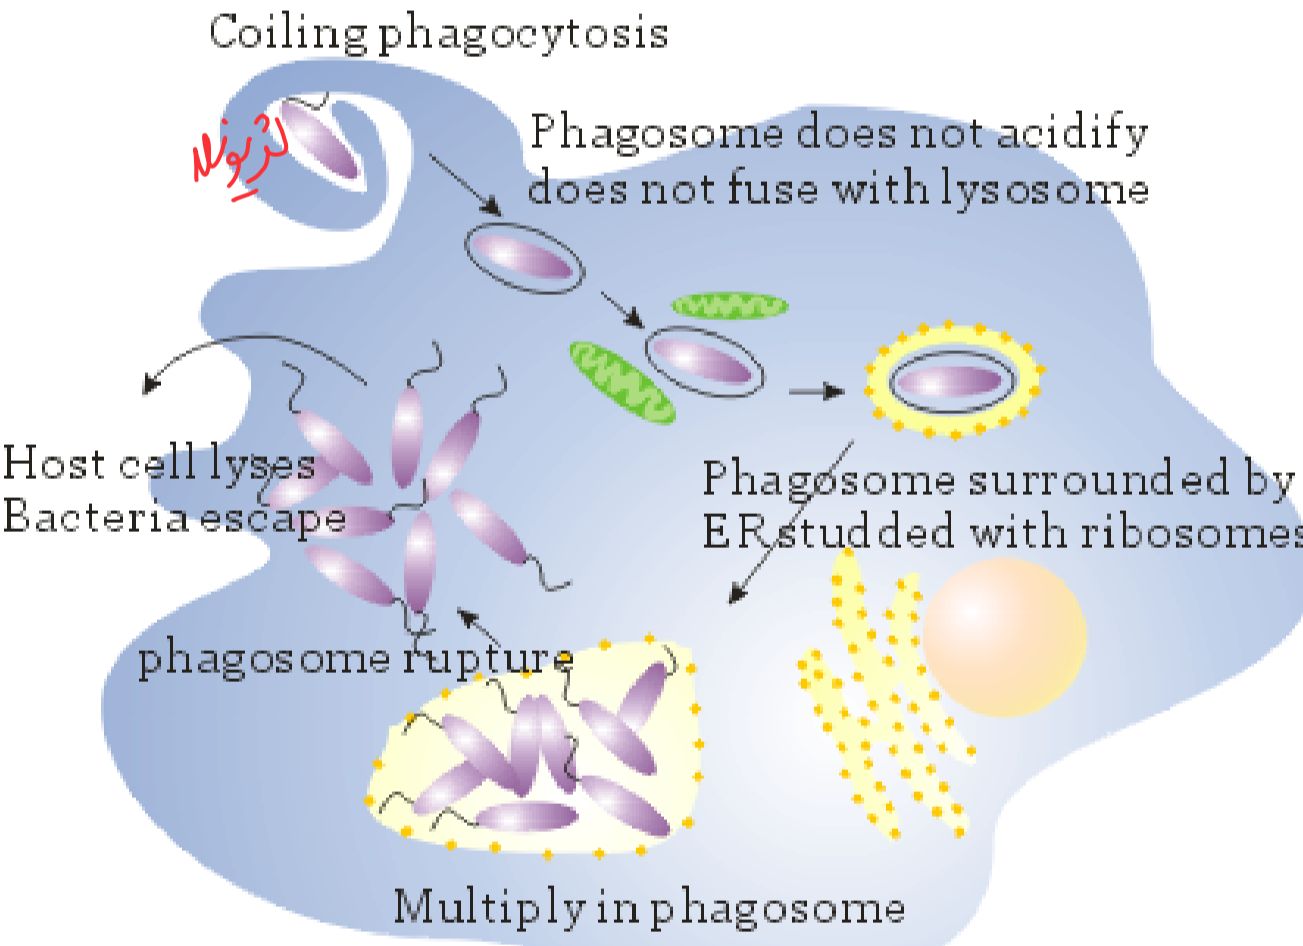 Coiling phagocytosis
Phagosome does not acidify
does not fuse with lysosome
Host cell lyses
Bacteria escape
Phagosome surrounded by
ER studded with ribosomes
phagosome rupture
Multiply in phagosome